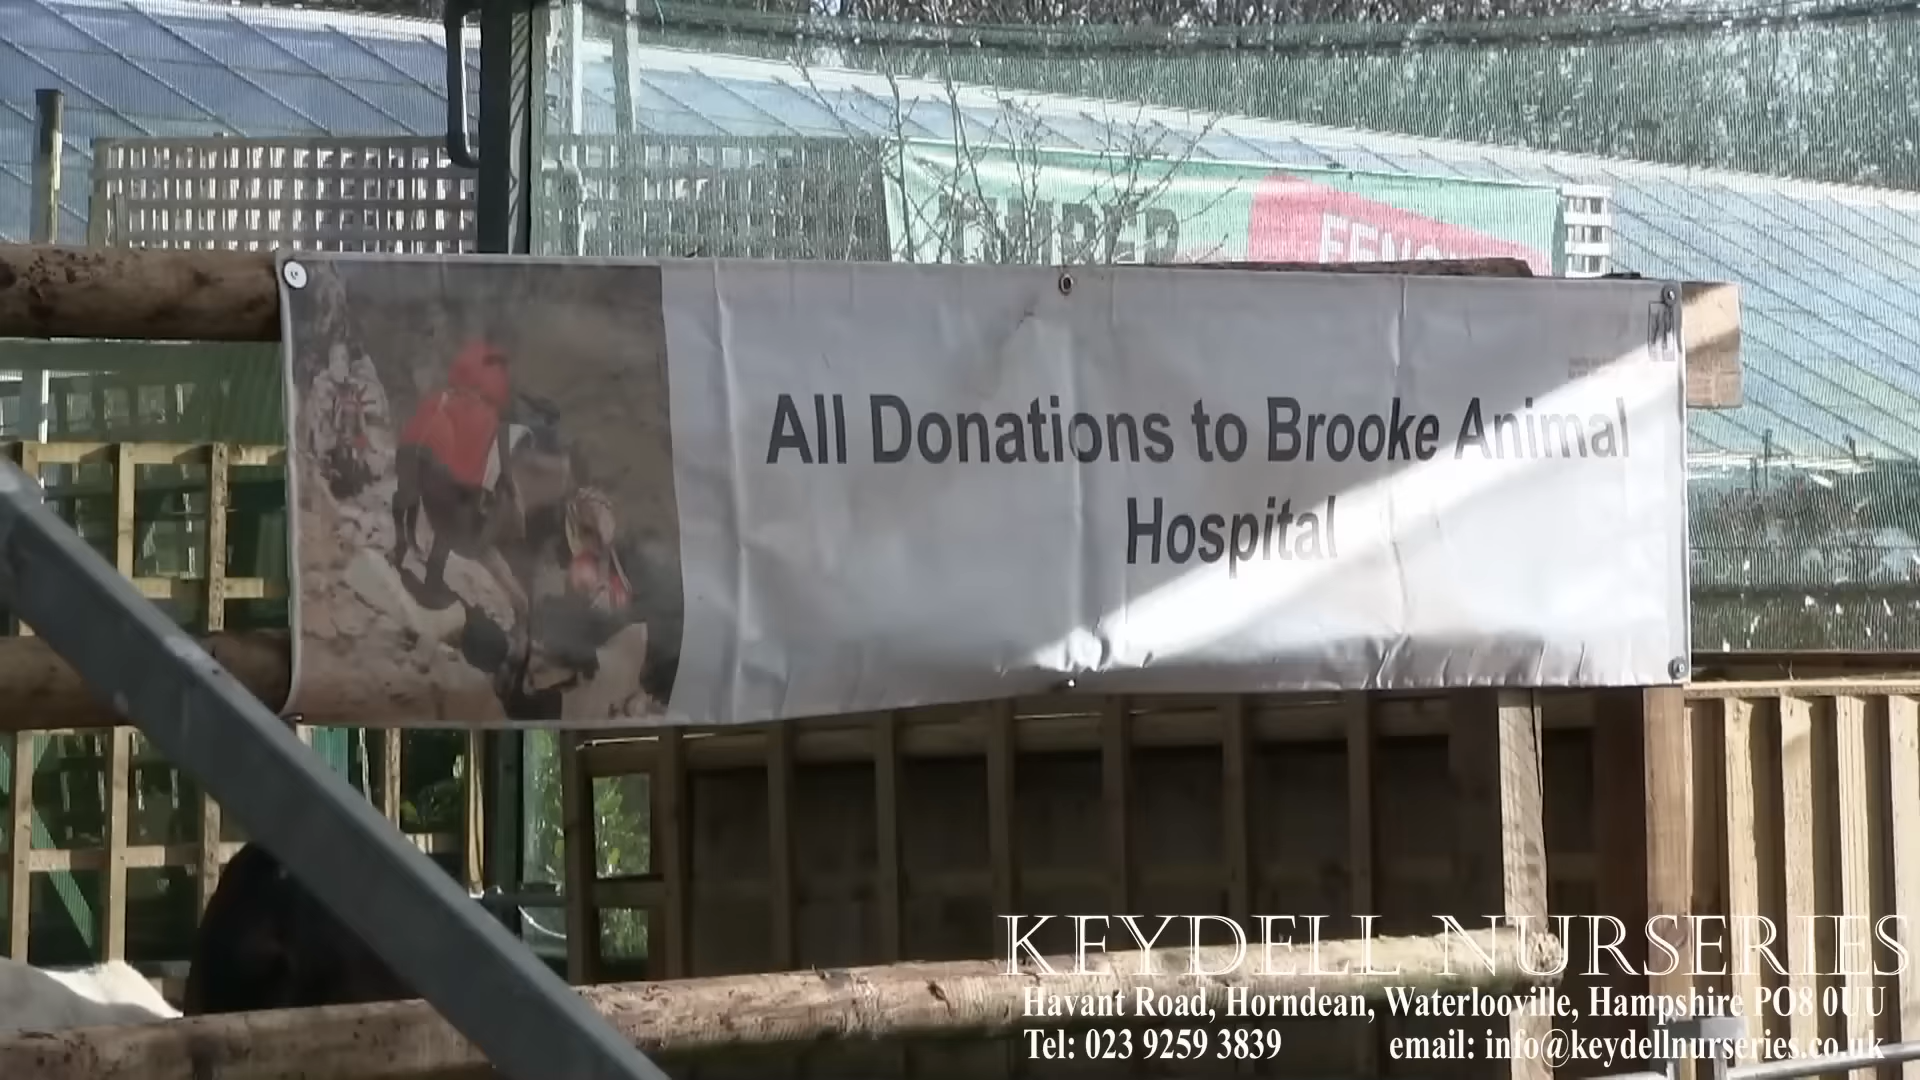 TIMBER
All Donations to Brooke Animal
Hospital
KEYDELL NURSERIES
Havant Road, Horndean, Waterlooville, Hampshire PO8 0UU
Tel: 023 9259 3839 email: info@keydellnurseries.co.uk